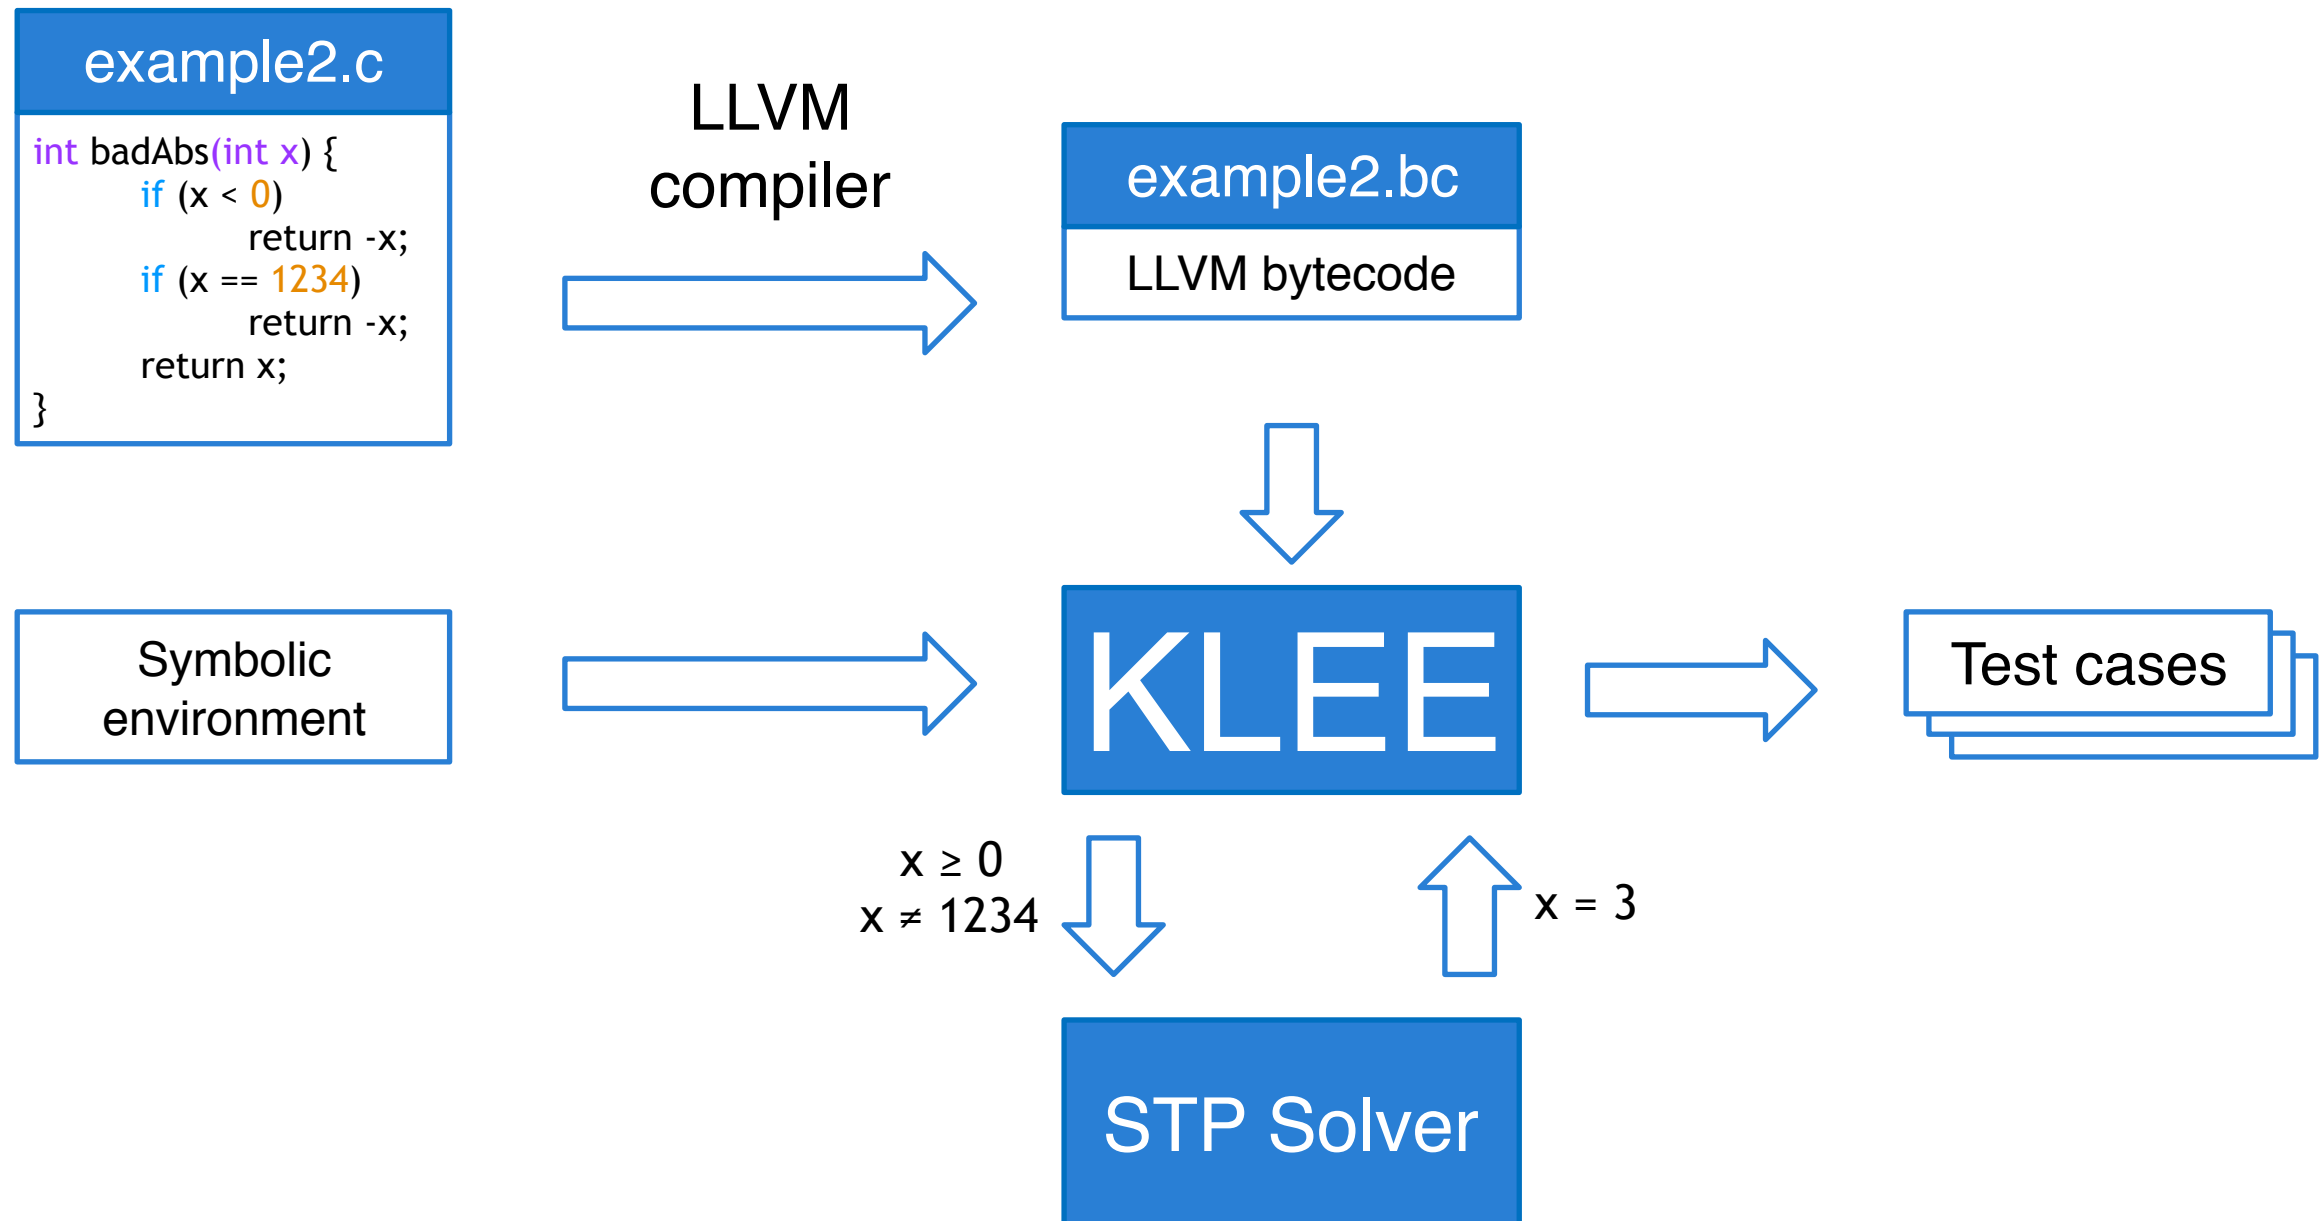 example2.c
int badAbs(int x) {
if (x < 0)
return -x;
if (x == 1234)
return -x;
return x;
}
LLVM
compiler
example2.bc
LLVM bytecode
Symbolic
environment
KLEE
Test cases
x ≥ 0
x ≠ 1234
x = 3
STP Solver